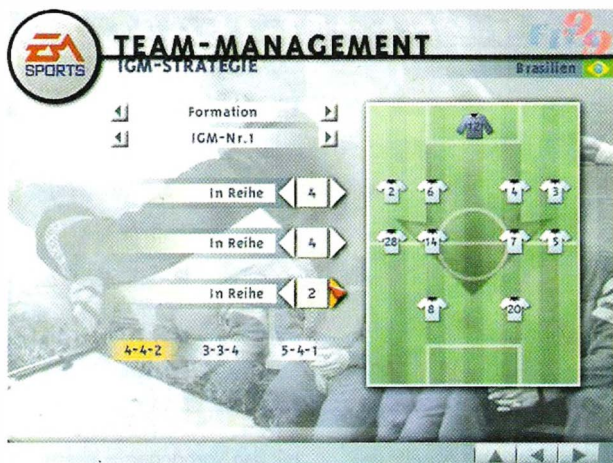 EA
SPORTS
TEAM-MANAGEMENT
IGM-STRATEGIE
Brasilien
Formation
IGM-Nr.1
In Reihe 4
In Reihe 4
In Reihe 2
4-4-2 3-3-4 5-4-1
12
2 6 4 3
28 14 7 5
8 20